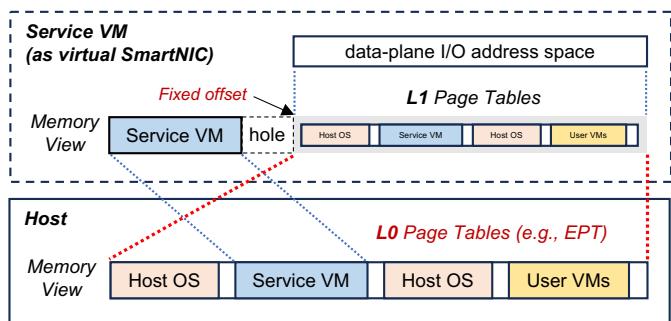 Service VM
(as virtual SmartNIC)
data-plane I/O address space
Fixed offset
L1 Page Tables
Memory
View
Service VM
hole
Host OS
Service VM
Host OS
User VMs
Host
L0 Page Tables (e.g., EPT)
Memory
View
Host OS
Service VM
Host OS
User VMs